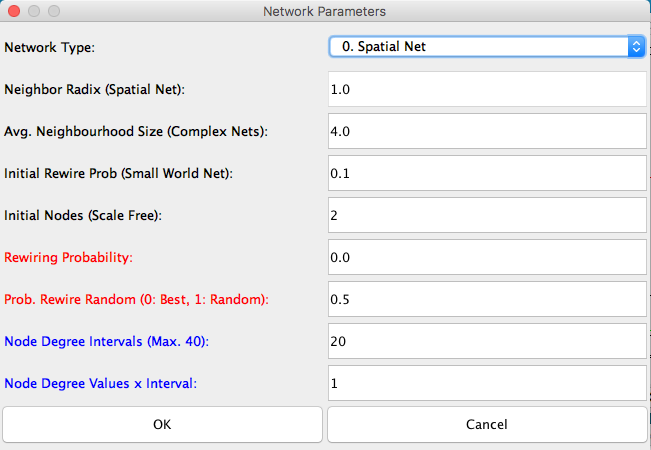 Network Parameters
Network Type: 0. Spatial Net
Neighbor Radix (Spatial Net): 1.0
Avg. Neighbourhood Size (Complex Nets): 4.0
Initial Rewire Prob (Small World Net): 0.1
Initial Nodes (Scale Free): 2
Rewiring Probability: 0.0
Prob. Rewire Random (0: Best, 1: Random): 0.5
Node Degree Intervals (Max. 40): 20
Node Degree Values x Interval: 1
OK Cancel